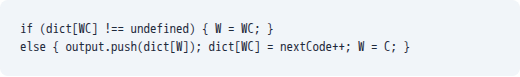 if (dict[WC] !== undefined) { W = WC; }
else { output.push(dict[W]); dict[WC] = nextCode++; W = C; }